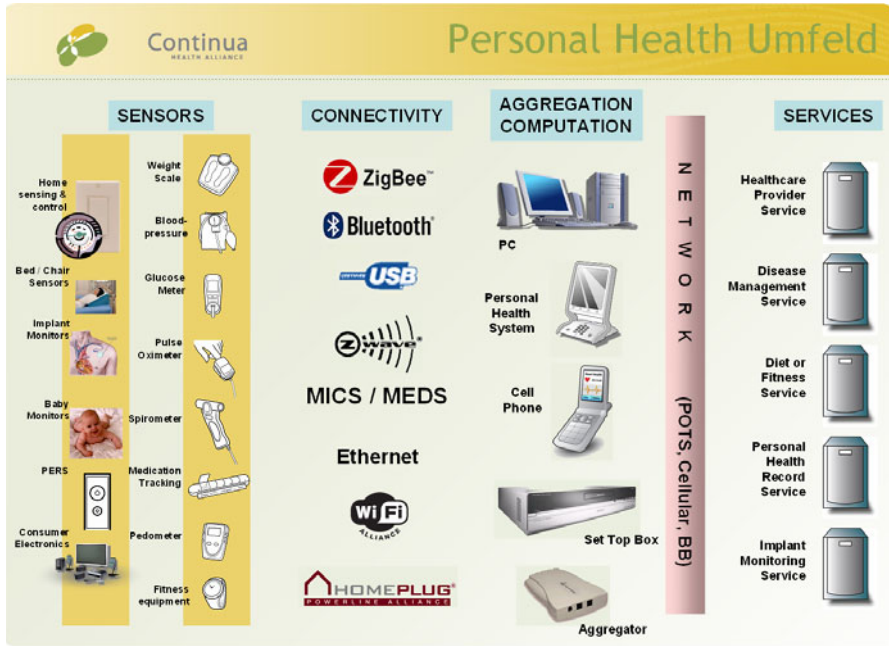 Continua
HEALTH ALLIANCE
Personal Health Umfeld
SENSORS
Home
sensing &
control
Bed / Chair
Sensors
Implant
Monitors
Baby
Monitors
PERS
Consumer
Electronics
Weight
Scale
Blood-
pressure
Glucose
Meter
Pulse
Oximeter
Spirometer
Medication
Tracking
Pedometer
Fitness
equipment
CONNECTIVITY
ZigBee™
Bluetooth®
CERTIFIED USB
Z wave®
MICS / MEDS
Ethernet
WiFi
ALLIANCE
HOMEPLUG®
POWERLINE ALLIANCE
AGGREGATION
COMPUTATION
PC
Personal
Health
System
Cell
Phone
Set Top Box
Aggregator
NETWORK (POTS, Cellular, BB)
SERVICES
Healthcare
Provider
Service
Disease
Management
Service
Diet or
Fitness
Service
Personal
Health
Record
Service
Implant
Monitoring
Service